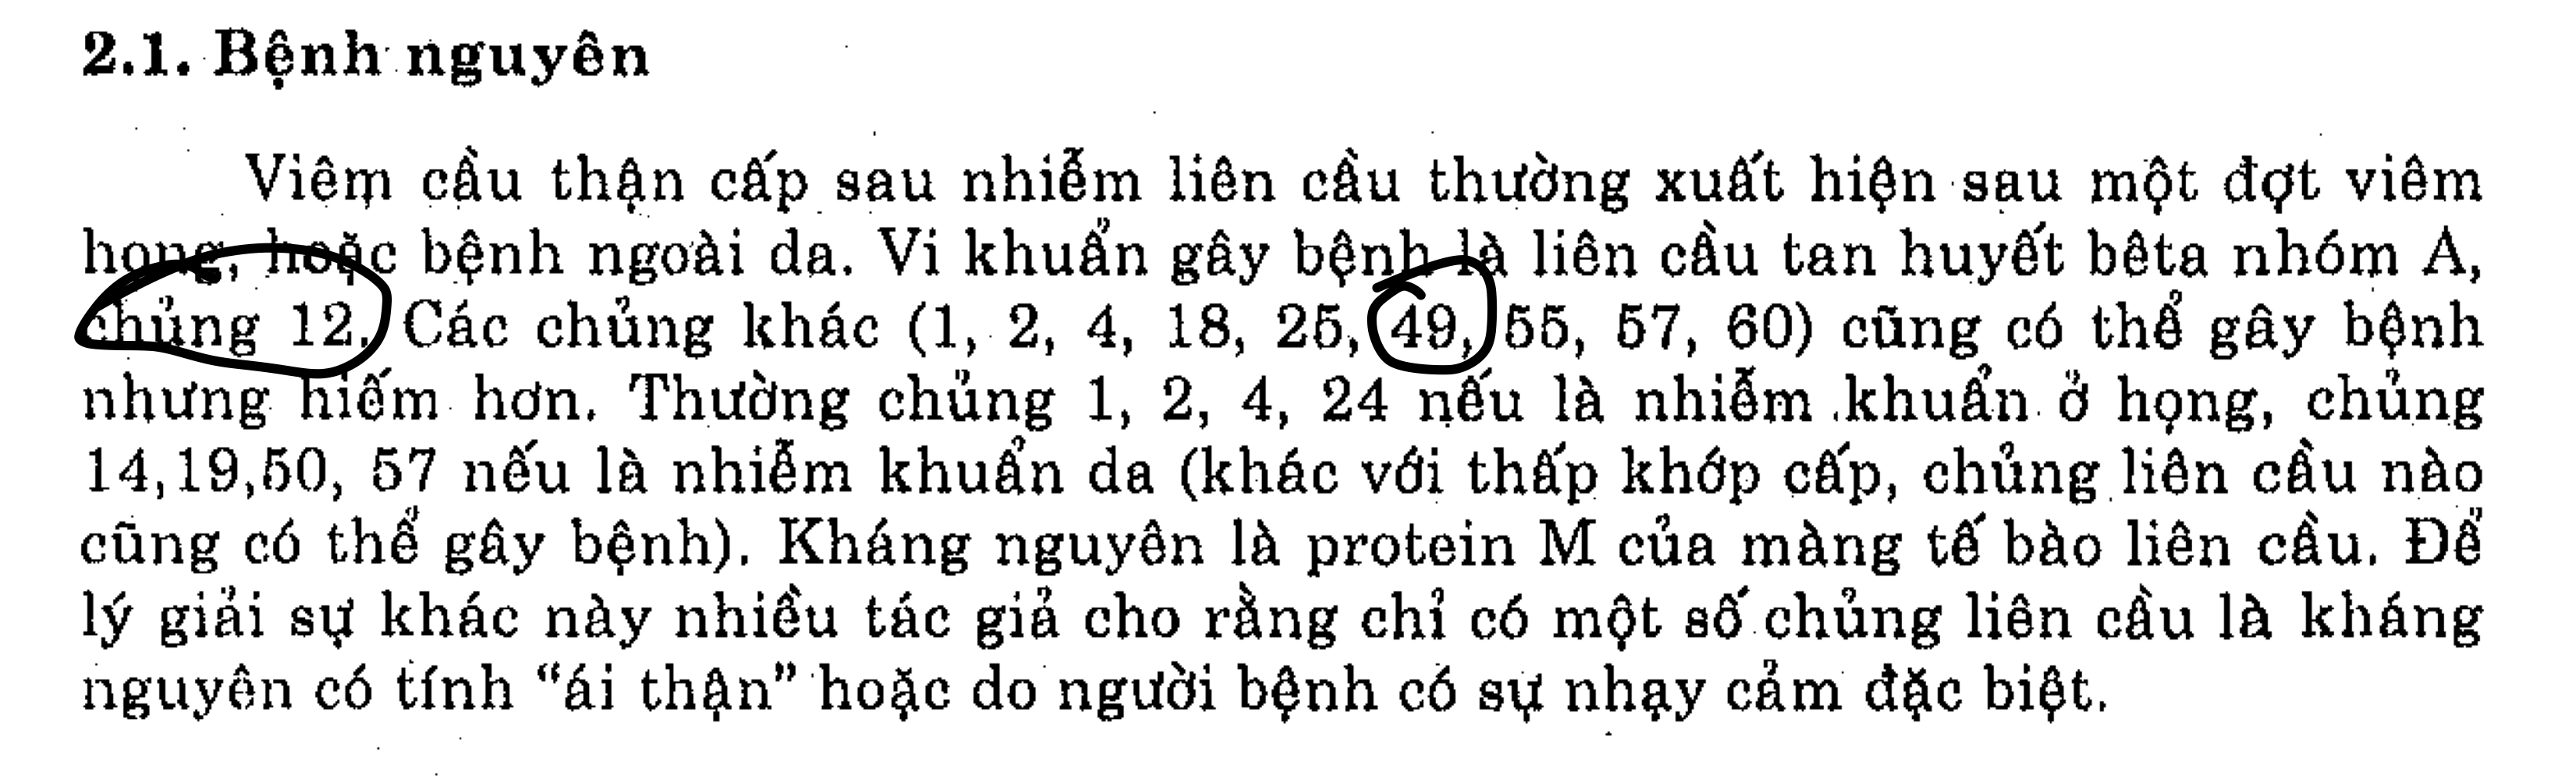 2.1. Bệnh nguyên
Viêm cầu thận cấp sau nhiễm liên cầu thường xuất hiện sau một đợt viêm
họng, hoặc bệnh ngoài da. Vi khuẩn gây bệnh là liên cầu tan huyết bêta nhóm A,
chủng 12. Các chủng khác (1, 2, 4, 18, 25, 49, 55, 57, 60) cũng có thể gây bệnh
nhưng hiếm hơn. Thường chủng 1, 2, 4, 24 nếu là nhiễm khuẩn ở họng, chủng
14,19,50, 57 nếu là nhiễm khuẩn da (khác với thấp khớp cấp, chủng liên cầu nào
cũng có thể gây bệnh). Kháng nguyên là protein M của màng tế bào liên cầu. Để
lý giải sự khác này nhiều tác giả cho rằng chỉ có một số chủng liên cầu là kháng
nguyên có tính “ái thận” hoặc do người bệnh có sự nhạy cảm đặc biệt.